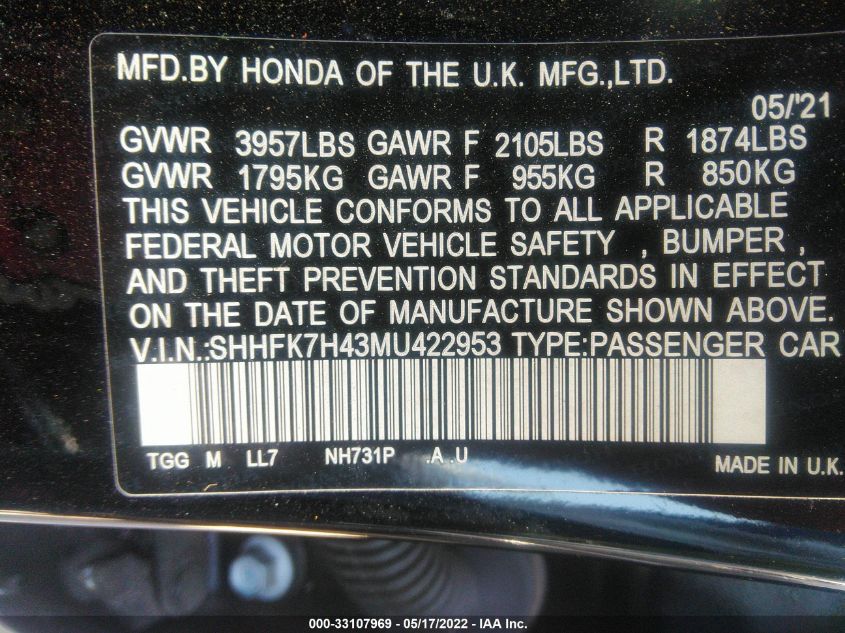 MFD.BY HONDA OF THE U.K. MFG.,LTD.
05/'21
GVWR 3957LBS GAWR F 2105LBS R 1874LBS
GVWR 1795KG GAWR F 955KG R 850KG
THIS VEHICLE CONFORMS TO ALL APPLICABLE
FEDERAL MOTOR VEHICLE SAFETY , BUMPER ,
AND THEFT PREVENTION STANDARDS IN EFFECT
ON THE DATE OF MANUFACTURE SHOWN ABOVE.
V.I.N.:SHHFK7H43MU422953 TYPE:PASSENGER CAR
TGG M LL7 NH731P .A .U
MADE IN U.K.
000-33107969 - 05/17/2022 - IAA Inc.